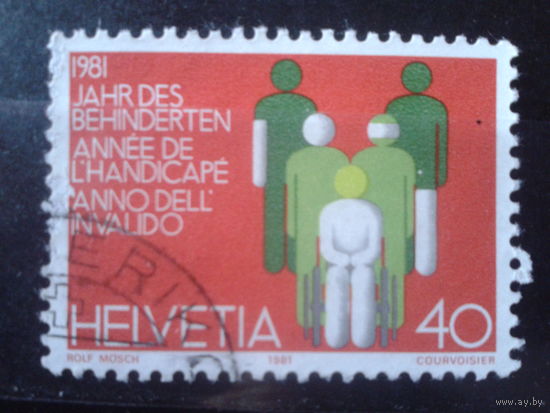 1981
JAHR DES
BEHINDERTEN
ANNÉE DE
L'HANDICAPÉ
ANNO DELL'
INVALIDO
HELVETIA 40
ROLF MOSCH 1981 COURVOISIER
www.ay.by